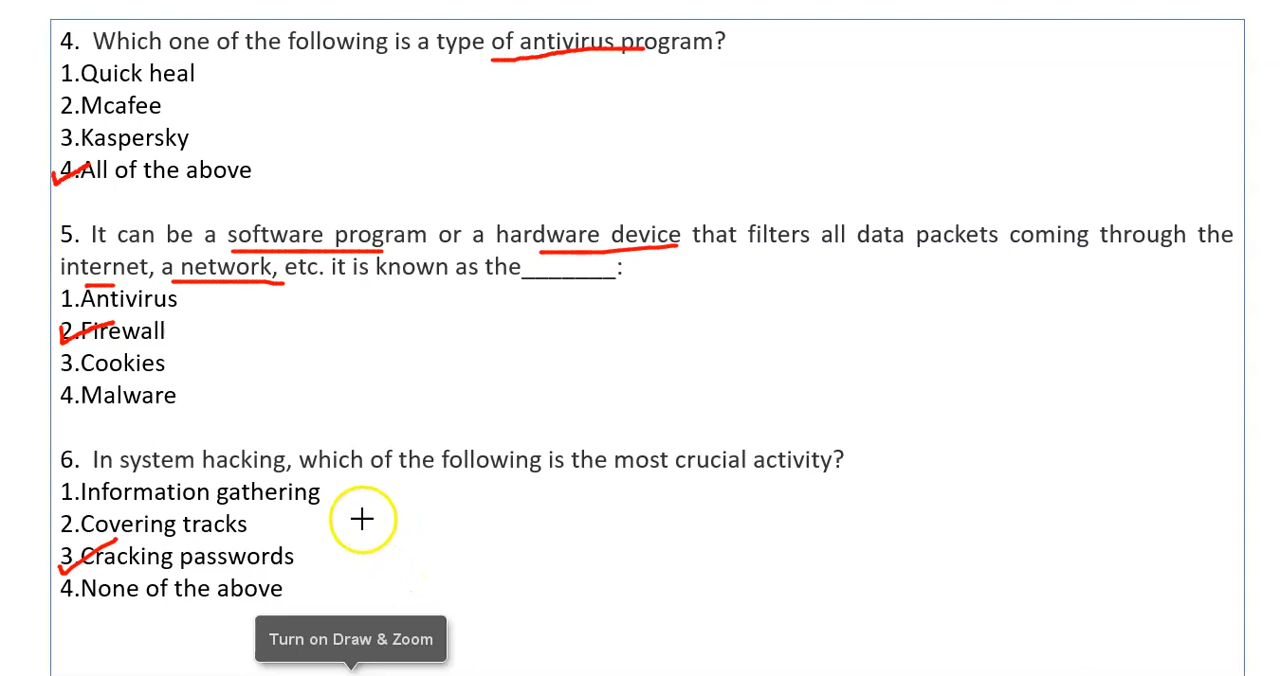 4. Which one of the following is a type of antivirus program?
1.Quick heal
2.Mcafee
3.Kaspersky
4.All of the above
5. It can be a software program or a hardware device that filters all data packets coming through the
internet, a network, etc. it is known as the_______:
1.Antivirus
2.Firewall
3.Cookies
4.Malware
6. In system hacking, which of the following is the most crucial activity?
1.Information gathering
2.Covering tracks
3.Cracking passwords
4.None of the above
Turn on Draw & Zoom